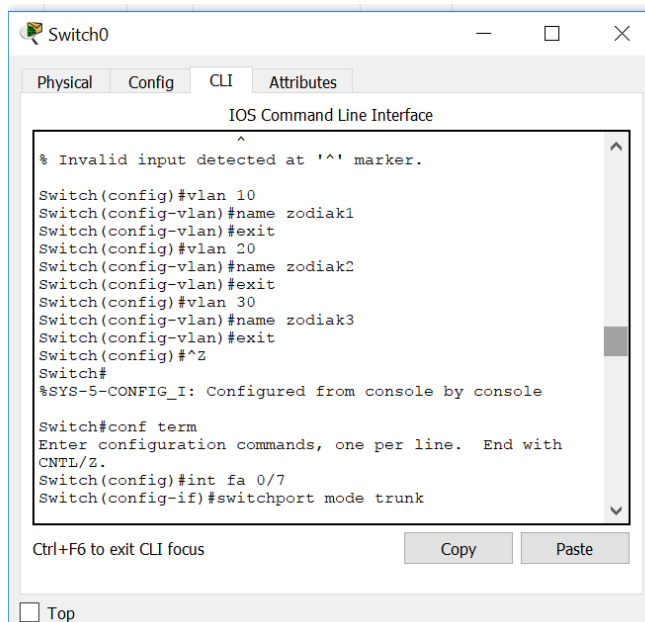 Switch0
Physical Config CLI Attributes
IOS Command Line Interface
^
% Invalid input detected at '^' marker.
Switch(config)#vlan 10
Switch(config-vlan)#name zodiak1
Switch(config-vlan)#exit
Switch(config)#vlan 20
Switch(config-vlan)#name zodiak2
Switch(config-vlan)#exit
Switch(config)#vlan 30
Switch(config-vlan)#name zodiak3
Switch(config-vlan)#exit
Switch(config)#^Z
Switch#
%SYS-5-CONFIG_I: Configured from console by console
Switch#conf term
Enter configuration commands, one per line.  End with
CNTL/Z.
Switch(config)#int fa 0/7
Switch(config-if)#switchport mode trunk
Ctrl+F6 to exit CLI focus Copy Paste
Top